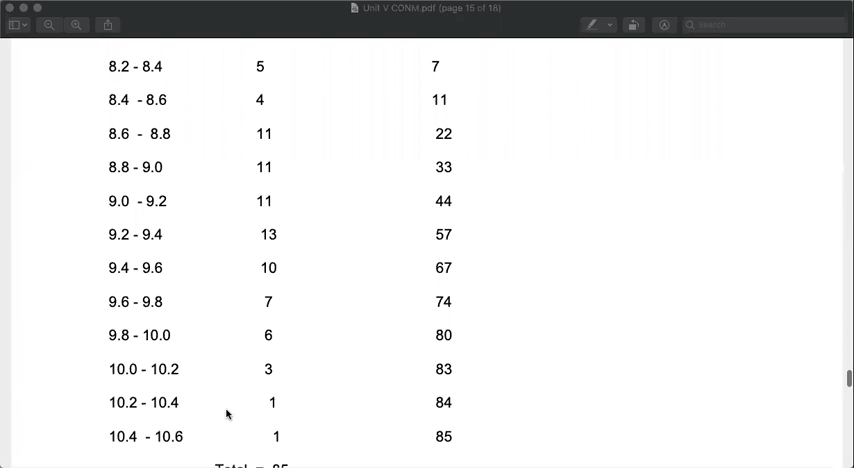 Unit V CONM.pdf (page 15 of 18)
Search
8.2 - 8.4 5 7
8.4 - 8.6 4 11
8.6 - 8.8 11 22
8.8 - 9.0 11 33
9.0 - 9.2 11 44
9.2 - 9.4 13 57
9.4 - 9.6 10 67
9.6 - 9.8 7 74
9.8 - 10.0 6 80
10.0 - 10.2 3 83
10.2 - 10.4 1 84
10.4 - 10.6 1 85
Total = 85